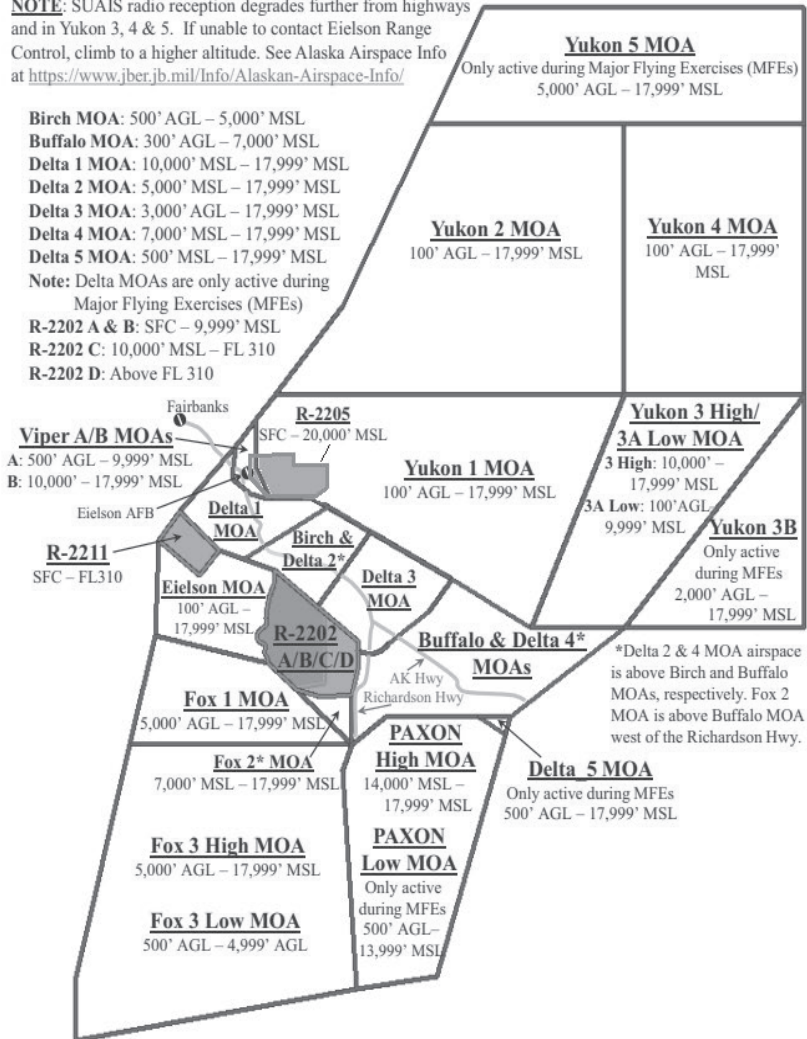 NOTE: SUAIS radio reception degrades further from highways
and in Yukon 3, 4 & 5. If unable to contact Eielson Range
Control, climb to a higher altitude. See Alaska Airspace Info
at https://www.jber.jb.mil/Info/Alaskan-Airspace-Info/
Birch MOA: 500’ AGL – 5,000’ MSL
Buffalo MOA: 300’ AGL – 7,000’ MSL
Delta 1 MOA: 10,000’ MSL – 17,999’ MSL
Delta 2 MOA: 5,000’ MSL – 17,999’ MSL
Delta 3 MOA: 3,000’ AGL – 17,999’ MSL
Delta 4 MOA: 7,000’ MSL – 17,999’ MSL
Delta 5 MOA: 500’ MSL – 17,999’ MSL
Note: Delta MOAs are only active during
Major Flying Exercises (MFEs)
R-2202 A & B: SFC – 9,999’ MSL
R-2202 C: 10,000’ MSL – FL 310
R-2202 D: Above FL 310
Yukon 5 MOA
Only active during Major Flying Exercises (MFEs)
5,000’ AGL – 17,999’ MSL
Yukon 2 MOA
100’ AGL – 17,999’ MSL
Yukon 4 MOA
100’ AGL – 17,999’
MSL
Fairbanks
Viper A/B MOAs
A: 500’ AGL – 9,999’ MSL
B: 10,000’ – 17,999’ MSL
Eielson AFB
R-2205
SFC – 20,000’ MSL
Yukon 1 MOA
100’ AGL – 17,999’ MSL
Yukon 3 High/
3A Low MOA
3 High: 10,000’ –
17,999’ MSL
3A Low: 100’AGL-
9,999’ MSL
Yukon 3B
Only active
during MFEs
2,000’ AGL –
17,999’ MSL
Delta 1
MOA
Birch &
Delta 2*
Delta 3
MOA
R-2211
SFC – FL310
Eielson MOA
100’ AGL –
17,999’ MSL
R-2202
A/B/C/D
Buffalo & Delta 4*
MOAs
AK Hwy
Richardson Hwy
*Delta 2 & 4 MOA airspace
is above Birch and Buffalo
MOAs, respectively. Fox 2
MOA is above Buffalo MOA
west of the Richardson Hwy.
Fox 1 MOA
5,000’ AGL – 17,999’ MSL
Fox 2* MOA
7,000’ MSL – 17,999’ MSL
PAXON
High MOA
14,000’ MSL –
17,999’ MSL
Delta 5 MOA
Only active during MFEs
500’ AGL – 17,999’ MSL
PAXON
Low MOA
Only active
during MFEs
500’ AGL–
13,999’ MSL
Fox 3 High MOA
5,000’ AGL – 17,999’ MSL
Fox 3 Low MOA
500’ AGL – 4,999’ AGL